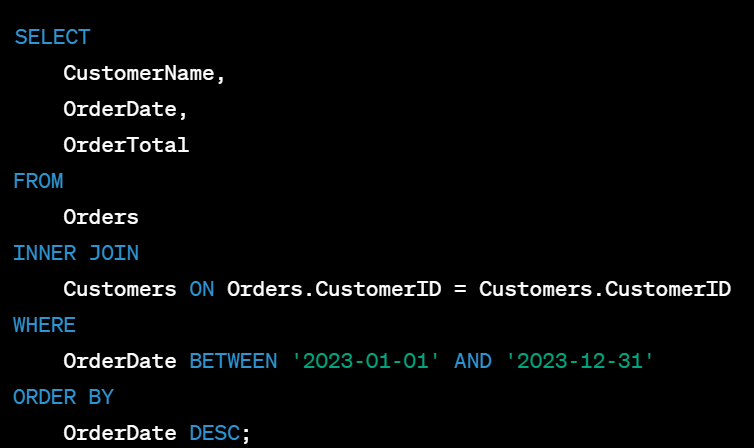 SELECT
    CustomerName,
    OrderDate,
    OrderTotal
FROM
    Orders
INNER JOIN
    Customers ON Orders.CustomerID = Customers.CustomerID
WHERE
    OrderDate BETWEEN '2023-01-01' AND '2023-12-31'
ORDER BY
    OrderDate DESC;